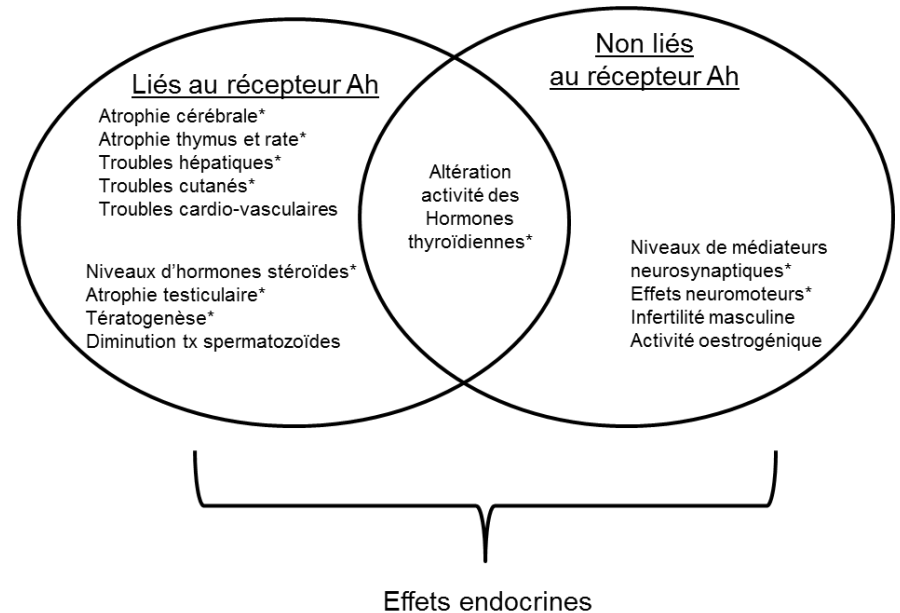 Liés au récepteur Ah
Atrophie cérébrale*
Atrophie thymus et rate*
Troubles hépatiques*
Troubles cutanés*
Troubles cardio-vasculaires
Niveaux d'hormones stéroïdes*
Atrophie testiculaire*
Tératogenèse*
Diminution tx spermatozoïdes
Altération
activité des
Hormones
thyroïdiennes*
Non liés
au récepteur Ah
Niveaux de médiateurs
neurosynaptiques*
Effets neuromoteurs*
Infertilité masculine
Activité oestrogénique
Effets endocrines